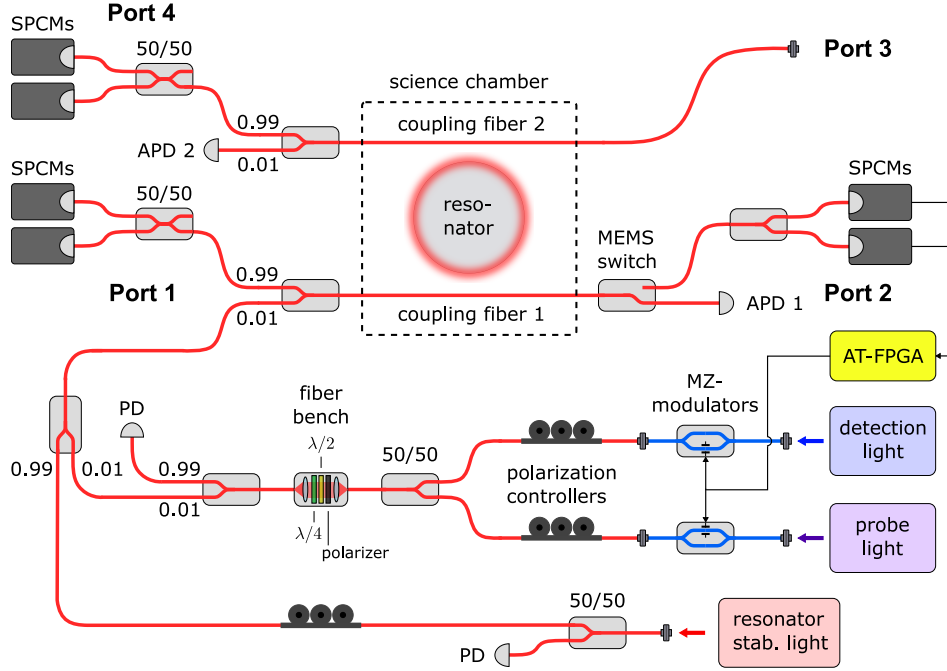 Port 4
SPCMs
50/50
Port 3
science chamber
0.99
coupling fiber 2
APD 2
0.01
SPCMs
50/50
SPCMs
reso-
nator
MEMS
switch
0.99
Port 1
0.01
coupling fiber 1
APD 1
Port 2
AT-FPGA
PD
fiber
bench
MZ-
modulators
λ/2
50/50
detection
light
0.99
0.01
0.99
0.01
polarization
controllers
λ/4
polarizer
probe
light
50/50
PD
resonator
stab. light